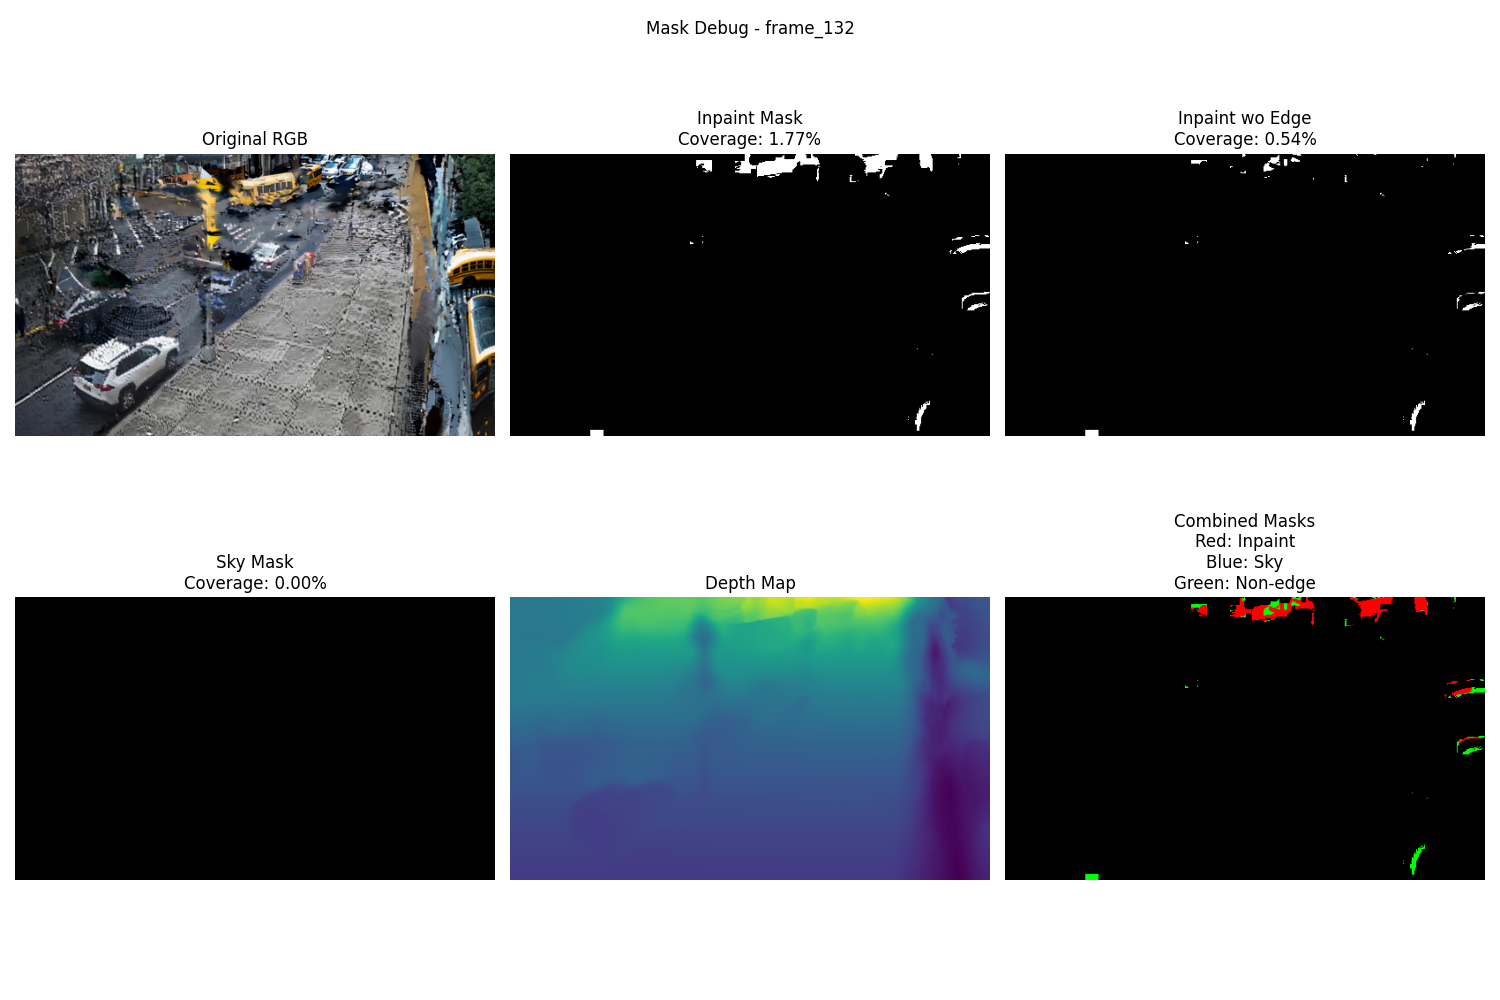 Mask Debug - frame_132
Original RGB
Inpaint Mask
Coverage: 1.77%
Inpaint wo Edge
Coverage: 0.54%
Sky Mask
Coverage: 0.00%
Depth Map
Combined Masks
Red: Inpaint
Blue: Sky
Green: Non-edge